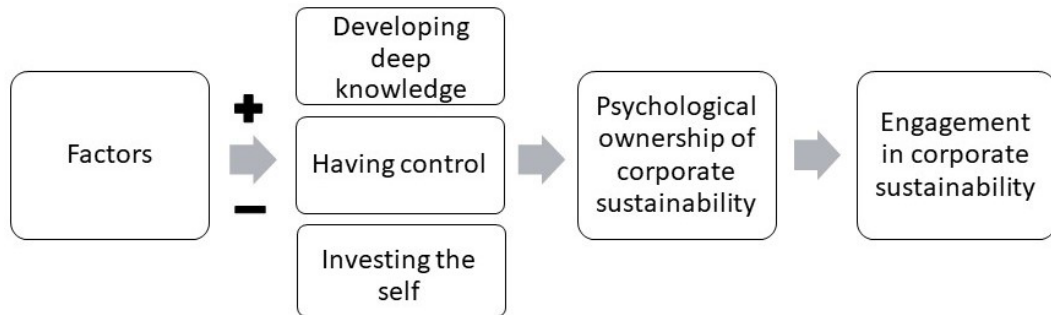 Factors
+
−
Developing
deep
knowledge
Having control
Investing the
self
Psychological
ownership of
corporate
sustainability
Engagement
in corporate
sustainability